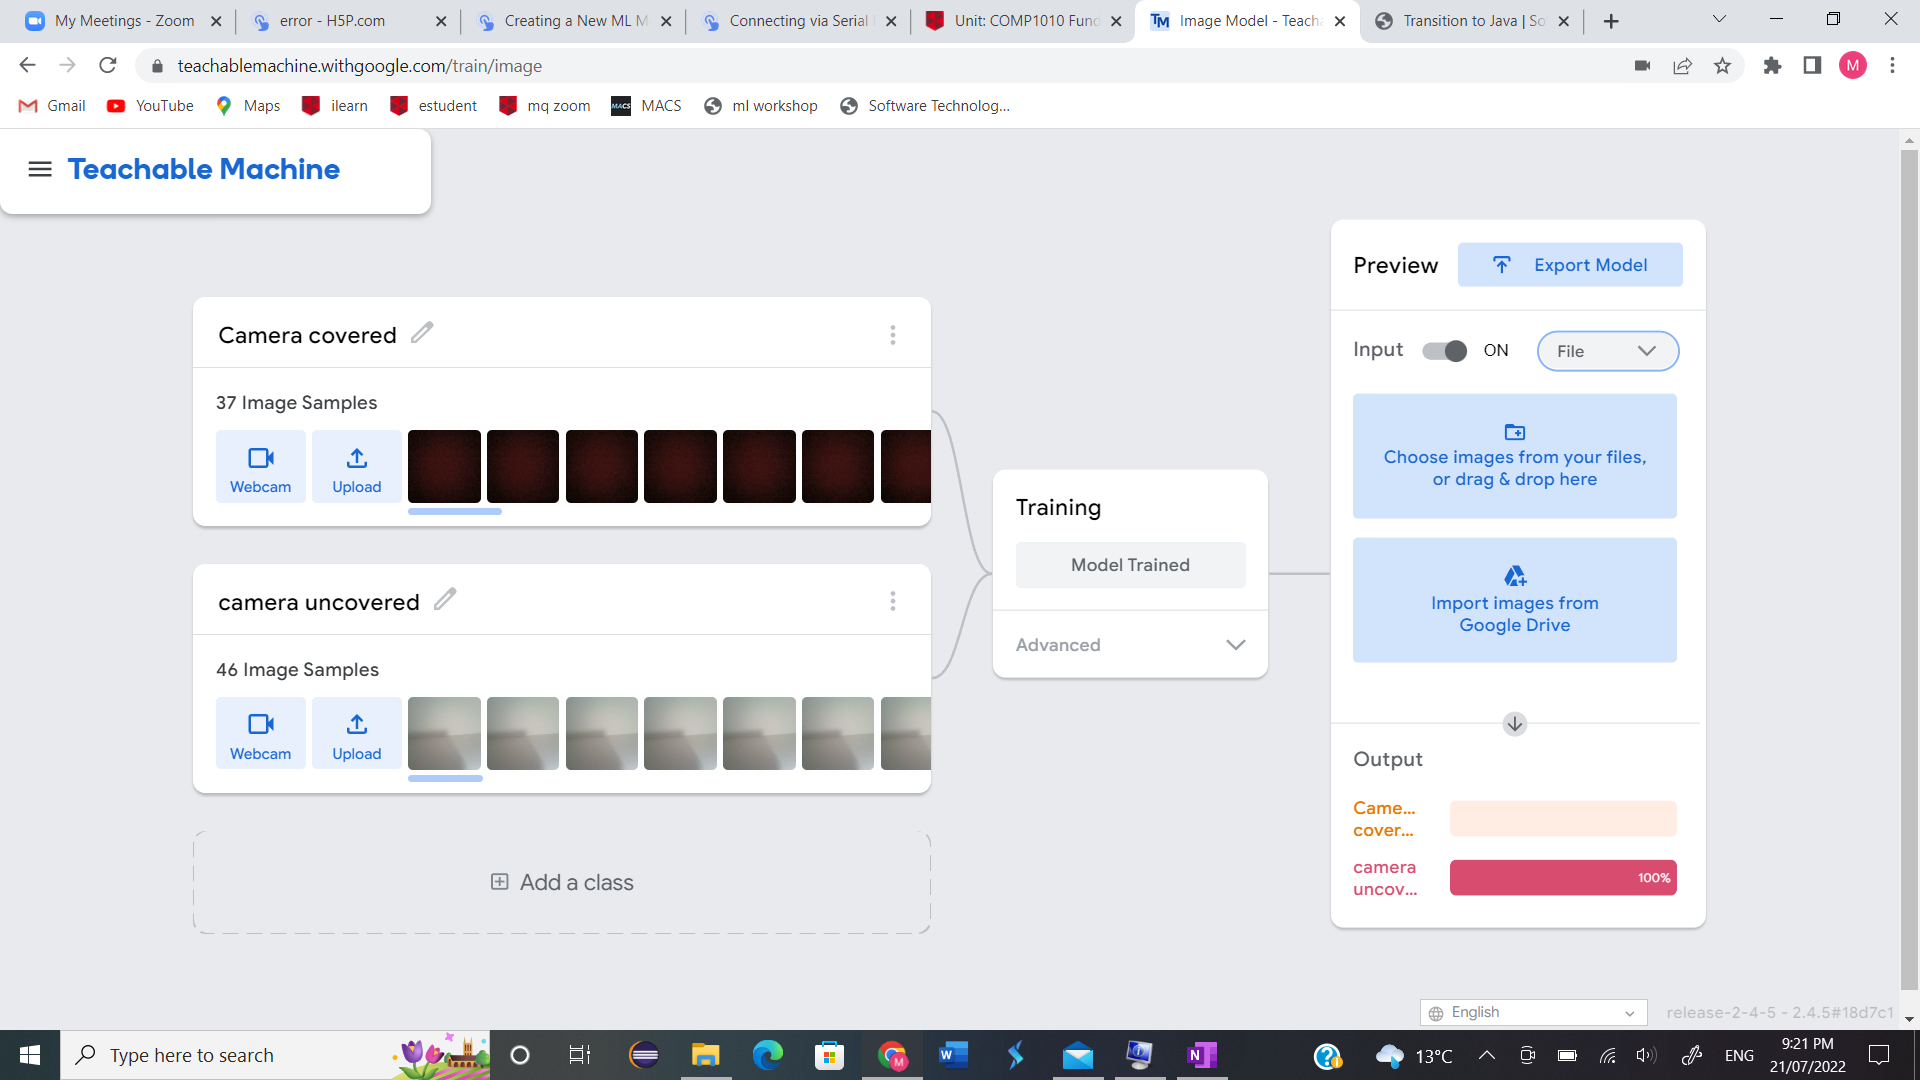 My Meetings - Zoom
error - H5P.com
Creating a New ML M
Connecting via Serial
Unit: COMP1010 Fund
TM
Image Model - Teach
Transition to Java | So
teachablemachine.withgoogle.com/train/image
M
Gmail
YouTube
Maps
ilearn
estudent
mq zoom
MACS
MACS
ml workshop
Software Technolog...
Teachable Machine
Preview
Export Model
Camera covered
Input
ON
File
37 Image Samples
Webcam
Upload
Choose images from your files,
or drag & drop here
Training
Model Trained
Import images from
Google Drive
camera uncovered
Advanced
46 Image Samples
Webcam
Upload
Output
Came...
cover...
camera
uncov...
100%
Add a class
English
release-2-4-5 - 2.4.5#18d7c1
Type here to search
13°C
ENG
9:21 PM
21/07/2022